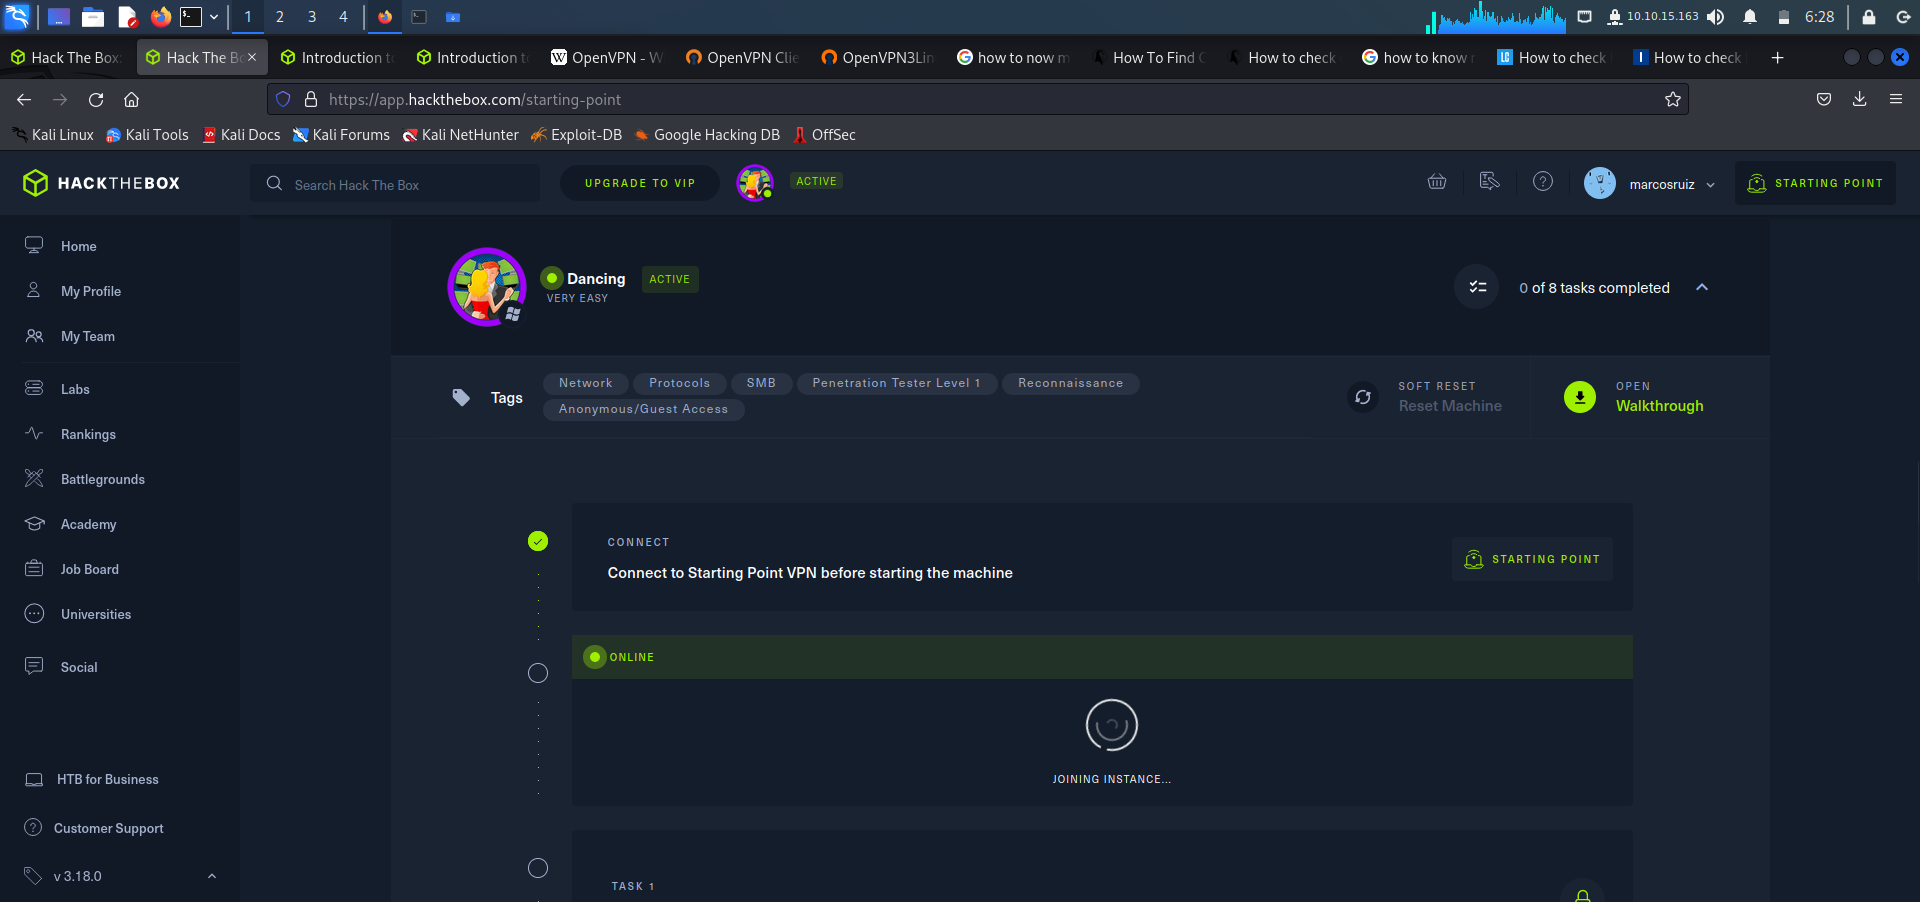 1 2 3 4 10.10.15.163 6:28
Hack The Box Hack The B Introduction t Introduction t OpenVPN - W OpenVPN Clie OpenVPN3Lin how to now m How To Find How to check how to know How to check How to check
https://app.hackthebox.com/starting-point
Kali Linux Kali Tools Kali Docs Kali Forums Kali NetHunter Exploit-DB Google Hacking DB OffSec
HACKTHEBOX Search Hack The Box UPGRADE TO VIP ACTIVE marcosruiz STARTING POINT
Home
My Profile
My Team
Labs
Rankings
Battlegrounds
Academy
Job Board
Universities
Social
HTB for Business
Customer Support
v 3.18.0
Dancing ACTIVE
VERY EASY
0 of 8 tasks completed
Tags
Network Protocols SMB Penetration Tester Level 1 Reconnaissance
Anonymous/Guest Access
SOFT RESET
Reset Machine
OPEN
Walkthrough
CONNECT
Connect to Starting Point VPN before starting the machine
STARTING POINT
ONLINE
JOINING INSTANCE...
TASK 1